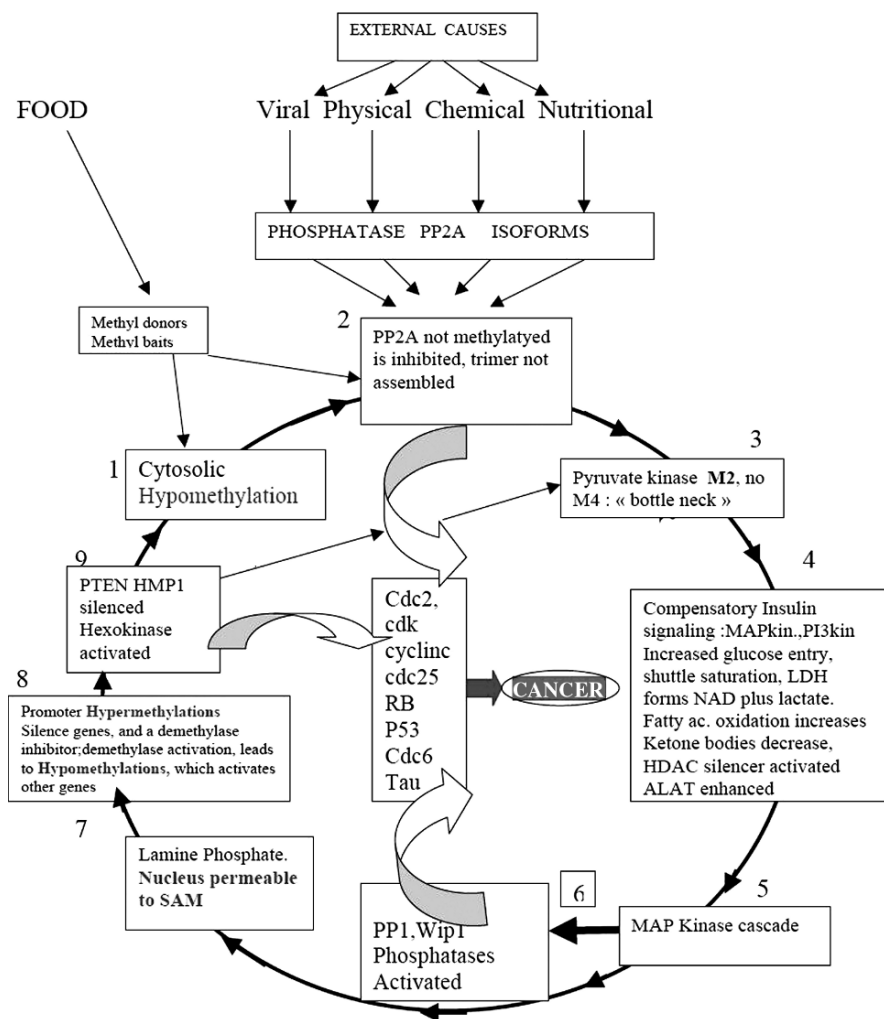 EXTERNAL CAUSES
FOOD
Viral Physical Chemical Nutritional
PHOSPHATASE PP2A ISOFORMS
Methyl donors
Methyl baits
2
PP2A not methylatyed
is inhibited, trimer not
assembled
1
Cytosolic
Hypomethylation
3
Pyruvate kinase M2, no
M4 : « bottle neck »
9
PTEN HMP1
silenced
Hexokinase
activated
4
Compensatory Insulin
signaling :MAPkin.,PI3kin
Increased glucose entry,
shuttle saturation, LDH
forms NAD plus lactate.
Fatty ac. oxidation increases
Ketone bodies decrease,
HDAC silencer activated
ALAT enhanced
Cdc2,
cdk
cyclinc
cdc25
RB
P53
Cdc6
Tau
CANCER
8
Promoter Hypermethylations
Silence genes, and a demethylase
inhibitor;demethylase activation, leads
to Hypomethylations, which activates
other genes
7
Lamine Phosphate.
Nucleus permeable
to SAM
6
PP1,Wip1
Phosphatases
Activated
5
MAP Kinase cascade